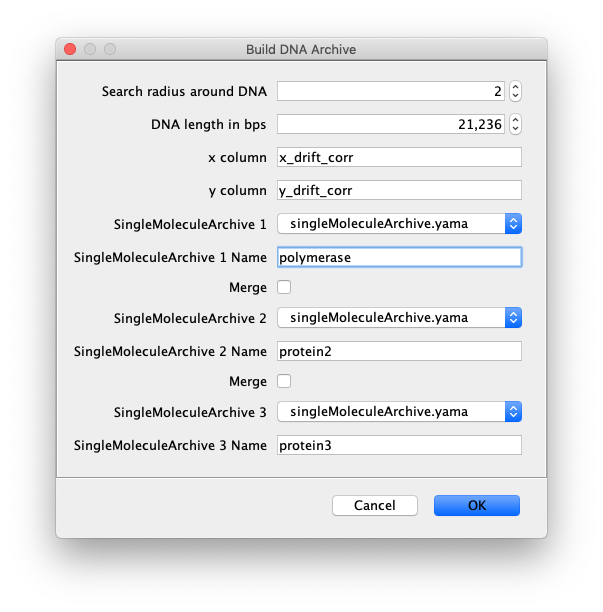 Build DNA Archive
Search radius around DNA 2
DNA length in bps 21,236
x column x_drift_corr
y column y_drift_corr
SingleMoleculeArchive 1 singleMoleculeArchive.yama
SingleMoleculeArchive 1 Name polymerase
Merge
SingleMoleculeArchive 2 singleMoleculeArchive.yama
SingleMoleculeArchive 2 Name protein2
Merge
SingleMoleculeArchive 3 singleMoleculeArchive.yama
SingleMoleculeArchive 3 Name protein3
Cancel OK